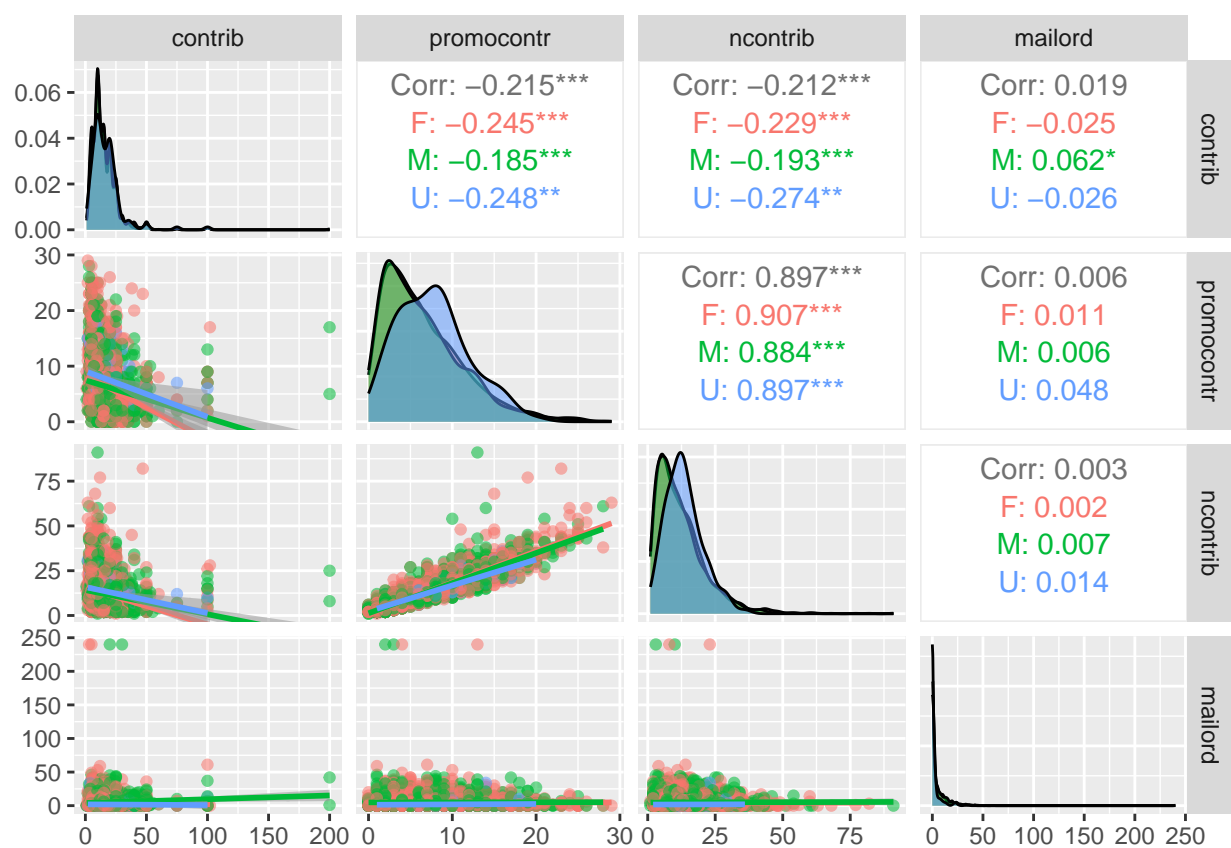 contrib promocontr ncontrib mailord
0.06
0.04
0.02
0.00
Corr: −0.215***
F: −0.245***
M: −0.185***
U: −0.248**
Corr: −0.212***
F: −0.229***
M: −0.193***
U: −0.274**
Corr: 0.019
F: −0.025
M: 0.062*
U: −0.026
contrib
30
20
10
0
Corr: 0.897***
F: 0.907***
M: 0.884***
U: 0.897***
Corr: 0.006
F: 0.011
M: 0.006
U: 0.048
promocontr
75
50
25
0
Corr: 0.003
F: 0.002
M: 0.007
U: 0.014
ncontrib
250
200
150
100
50
0
mailord
0 50 100 150 200
0 10 20 30
0 25 50 75
0 50 100 150 200 250